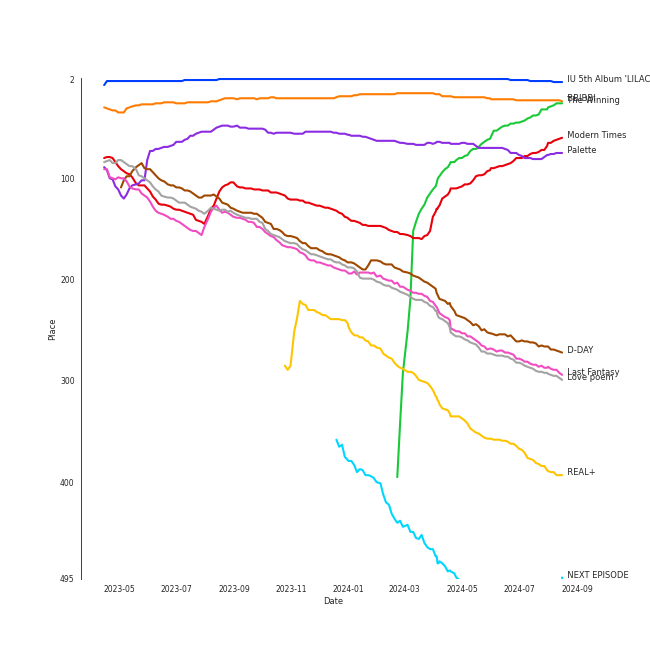 2
100
200
300
400
495
Place
2023-05
2023-07
2023-09
2023-11
2024-01
2024-03
2024-05
2024-07
2024-09
Date
IU 5th Album 'LILAC
The Winning
Modern Times
Palette
D-DAY
Last Fantasy
Love poem
REAL+
NEXT EPISODE